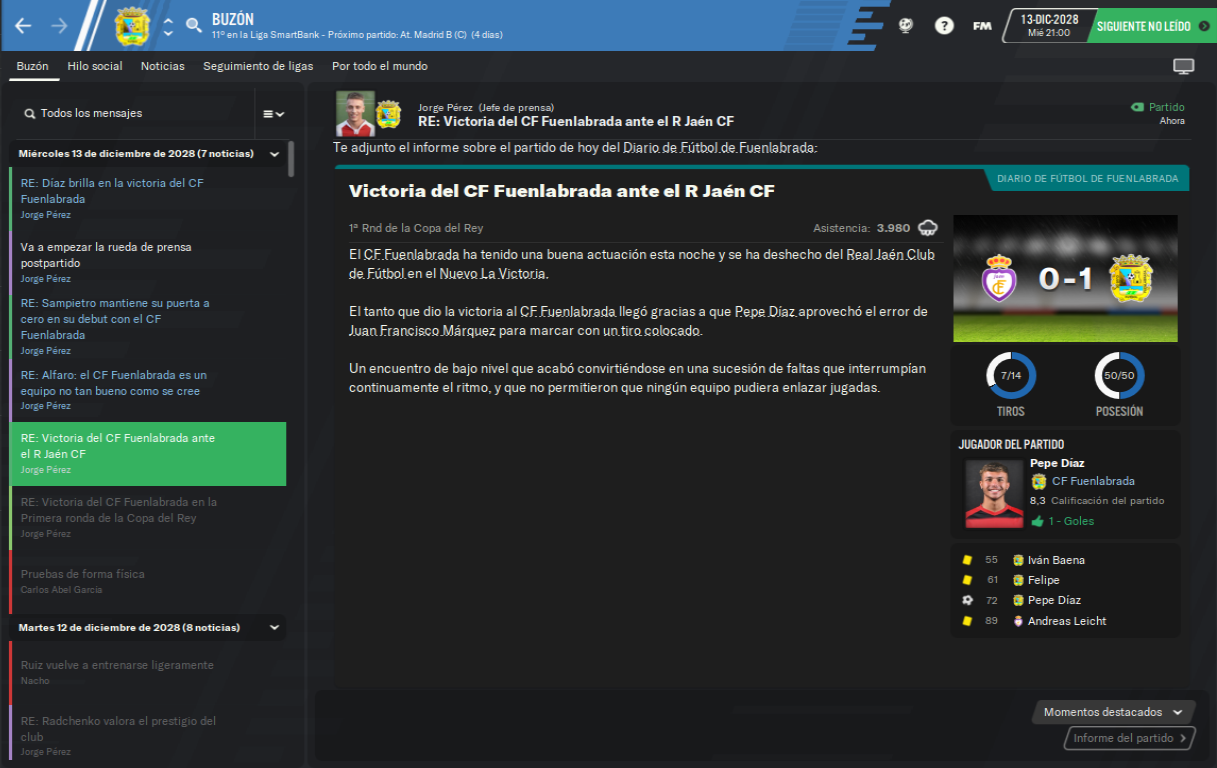 BUZÓN
11º en la Liga SmartBank - Próximo partido: At. Madrid B (C) (4 días)
FM
13-DIC-2028
Mié 21:00
SIGUIENTE NO LEÍDO
Buzón
Hilo social
Noticias
Seguimiento de ligas
Por todo el mundo
Todos los mensajes
Miércoles 13 de diciembre de 2028 (7 noticias)
RE: Díaz brilla en la victoria del CF
Fuenlabrada
Jorge Pérez
Va a empezar la rueda de prensa
postpartido
Jorge Pérez
RE: Sampietro mantiene su puerta a
cero en su debut con el CF
Fuenlabrada
Jorge Pérez
RE: Alfaro: el CF Fuenlabrada es un
equipo no tan bueno como se cree
Jorge Pérez
RE: Victoria del CF Fuenlabrada ante
el R Jaén CF
Jorge Pérez
RE: Victoria del CF Fuenlabrada en la
Primera ronda de la Copa del Rey
Jorge Pérez
Pruebas de forma física
Carlos Abel García
Martes 12 de diciembre de 2028 (8 noticias)
Ruiz vuelve a entrenarse ligeramente
Nacho
RE: Radchenko valora el prestigio del
club
Jorge Pérez
Jorge Pérez (Jefe de prensa)
RE: Victoria del CF Fuenlabrada ante el R Jaén CF
Partido
Ahora
Te adjunto el informe sobre el partido de hoy del Diario de Fútbol de Fuenlabrada:
DIARIO DE FÚTBOL DE FUENLABRADA
Victoria del CF Fuenlabrada ante el R Jaén CF
1ª Rnd de la Copa del Rey
Asistencia: 3.980
El CF Fuenlabrada ha tenido una buena actuación esta noche y se ha deshecho del Real Jaén Club
de Fútbol en el Nuevo La Victoria.
El tanto que dio la victoria al CF Fuenlabrada llegó gracias a que Pepe Díaz aprovechó el error de
Juan Francisco Márquez para marcar con un tiro colocado.
Un encuentro de bajo nivel que acabó convirtiéndose en una sucesión de faltas que interrumpían
continuamente el ritmo, y que no permitieron que ningún equipo pudiera enlazar jugadas.
0-1
7/14
TIROS
50/50
POSESIÓN
JUGADOR DEL PARTIDO
Pepe Díaz
CF Fuenlabrada
8,3 Calificación del partido
1 - Goles
55 Iván Baena
61 Felipe
72 Pepe Díaz
89 Andreas Leicht
Momentos destacados
Informe del partido